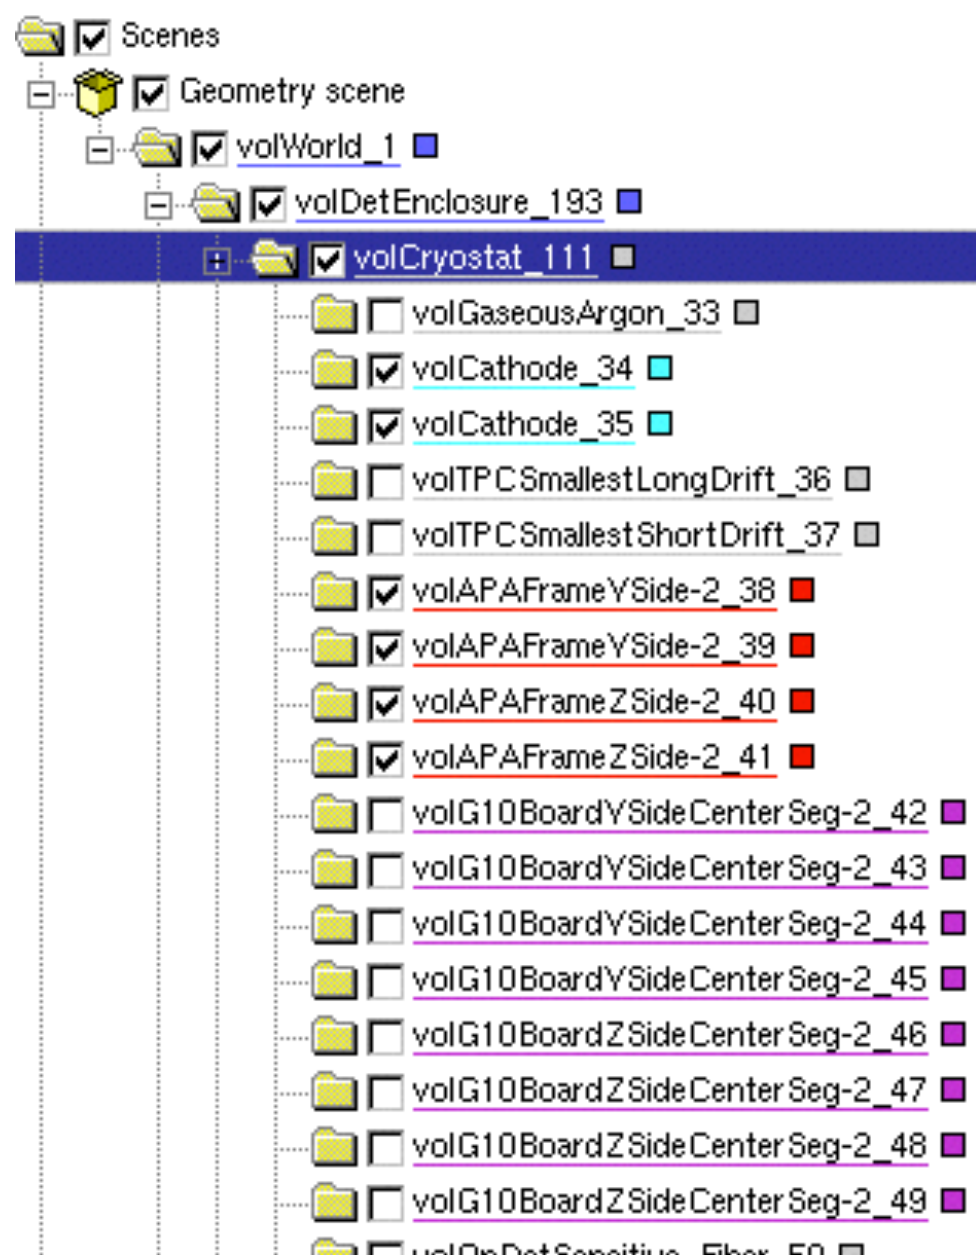 Scenes
Geometry scene
volWorld_1
volDetEnclosure_193
volCryostat_111
volGaseousArgon_33
volCathode_34
volCathode_35
volTPCSmallestLongDrift_36
volTPCSmallestShortDrift_37
volAPAFrameYSide-2_38
volAPAFrameYSide-2_39
volAPAFrameZSide-2_40
volAPAFrameZSide-2_41
volG10BoardYSideCenterSeg-2_42
volG10BoardYSideCenterSeg-2_43
volG10BoardYSideCenterSeg-2_44
volG10BoardYSideCenterSeg-2_45
volG10BoardZSideCenterSeg-2_46
volG10BoardZSideCenterSeg-2_47
volG10BoardZSideCenterSeg-2_48
volG10BoardZSideCenterSeg-2_49
volOpDetSensitive_Fiber_50